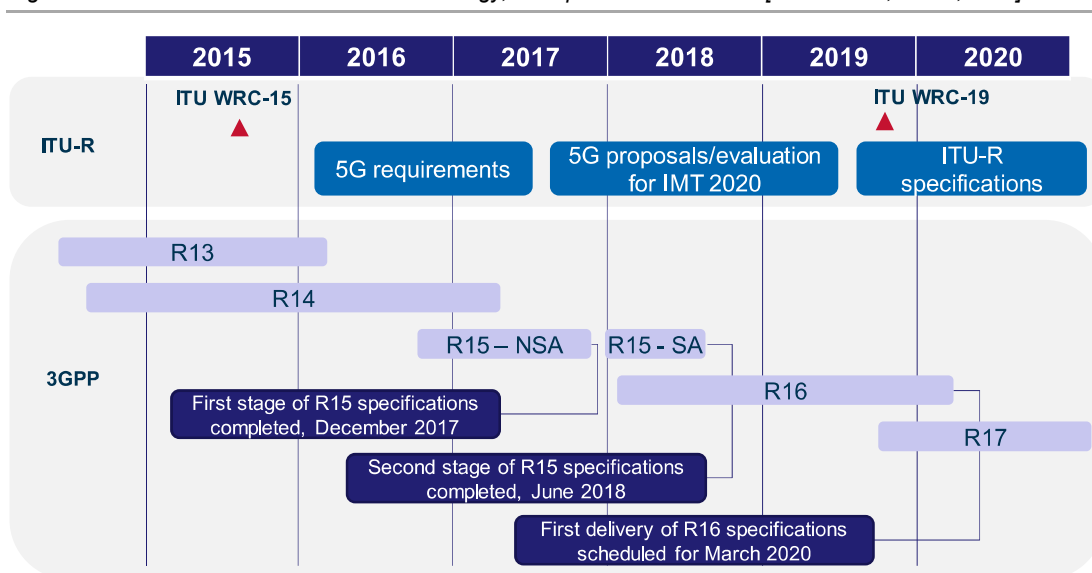 2015 2016 2017 2018 2019 2020
ITU WRC-15
ITU WRC-19
ITU-R
5G requirements
5G proposals/evaluation
for IMT 2020
ITU-R
specifications
R13
R14
R15 – NSA
R15 - SA
3GPP
R16
First stage of R15 specifications
completed, December 2017
R17
Second stage of R15 specifications
completed, June 2018
First delivery of R16 specifications
scheduled for March 2020